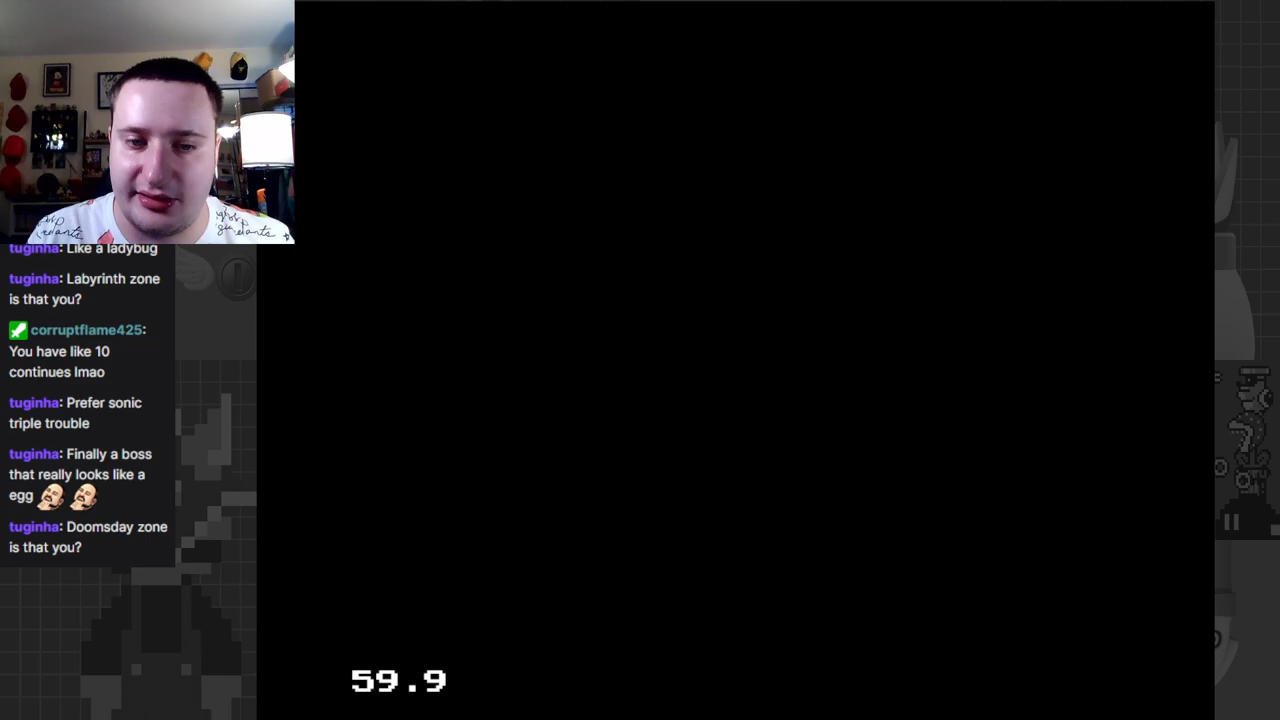 tuginha: Like a ladybug
tuginha: Labyrinth zone
is that you?
corruptflame425:
You have like 10
continues lmao
tuginha: Prefer sonic
triple trouble
tuginha: Finally a boss
that really looks like a
egg
tuginha: Doomsday zone
is that you?
59.9